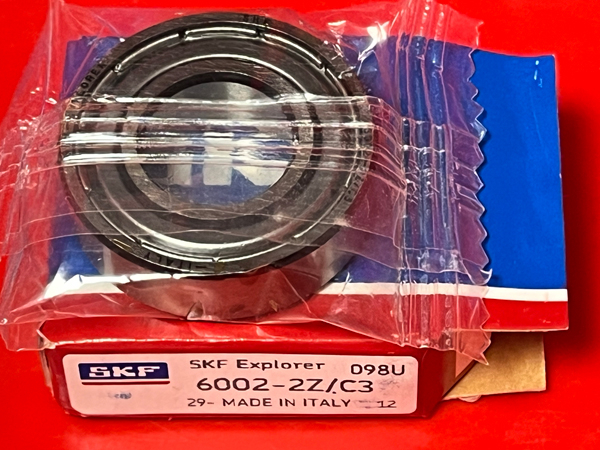 SKF
SKF Explorer 098U
6002-2Z/C3
29- MADE IN ITALY 12